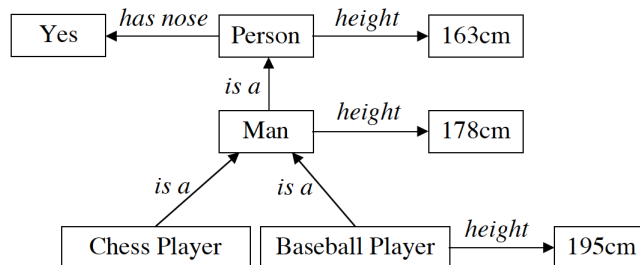 has nose
height
Yes
Person
163cm
is a
height
Man
178cm
is a
is a
height
Chess Player
Baseball Player
195cm